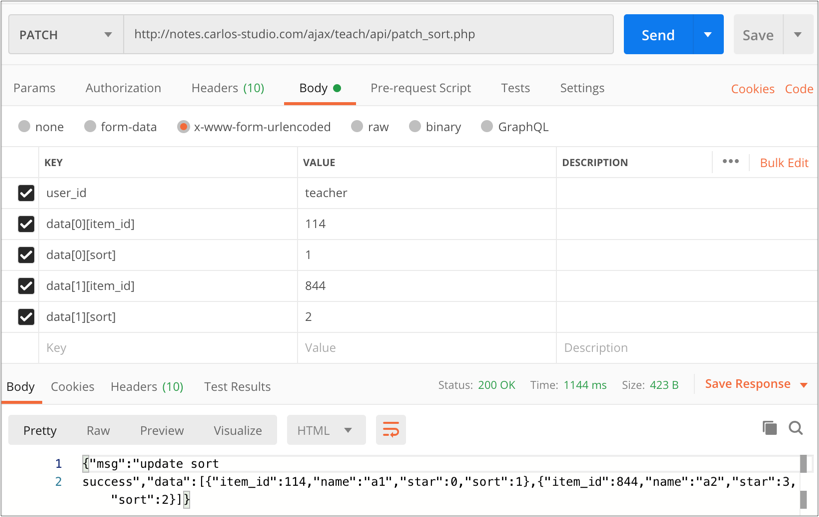 PATCH http://notes.carlos-studio.com/ajax/teach/api/patch_sort.php Send Save
Params Authorization Headers (10) Body Pre-request Script Tests Settings Cookies Code
none form-data x-www-form-urlencoded raw binary GraphQL
KEY VALUE DESCRIPTION ••• Bulk Edit
user_id teacher
data[0][item_id] 114
data[0][sort] 1
data[1][item_id] 844
data[1][sort] 2
Key Value Description
Body Cookies Headers (10) Test Results Status: 200 OK Time: 1144 ms Size: 423 B Save Response
Pretty Raw Preview Visualize HTML
1 {"msg":"update sort
2 success","data":[{"item_id":114,"name":"a1","star":0,"sort":1},{"item_id":844,"name":"a2","star":3,
"sort":2}]}